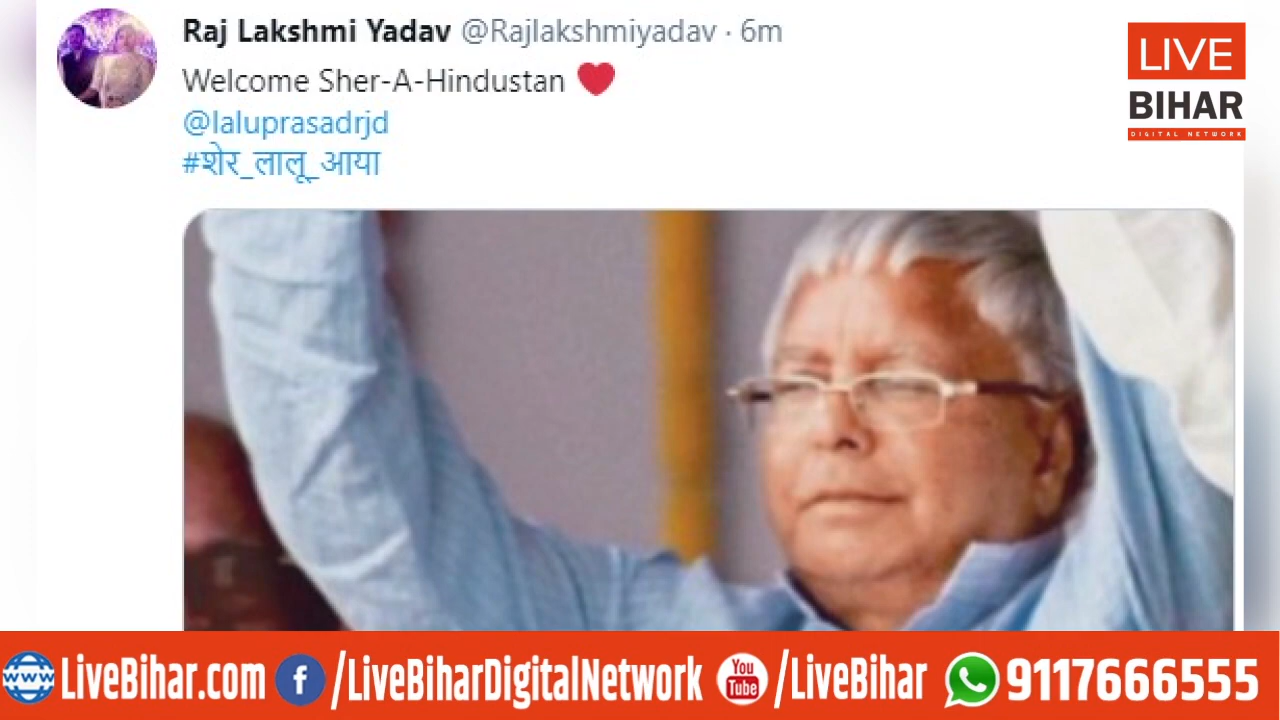 Raj Lakshmi Yadav @Rajlakshmiyadav · 6m
Welcome Sher-A-Hindustan ❤
@laluprasadrjd
#शेर_लालू_आया
LIVE
BIHAR
DIGITAL NETWORK
www LiveBihar.com f /LiveBiharDigitalNetwork You Tube /LiveBihar 9117666555